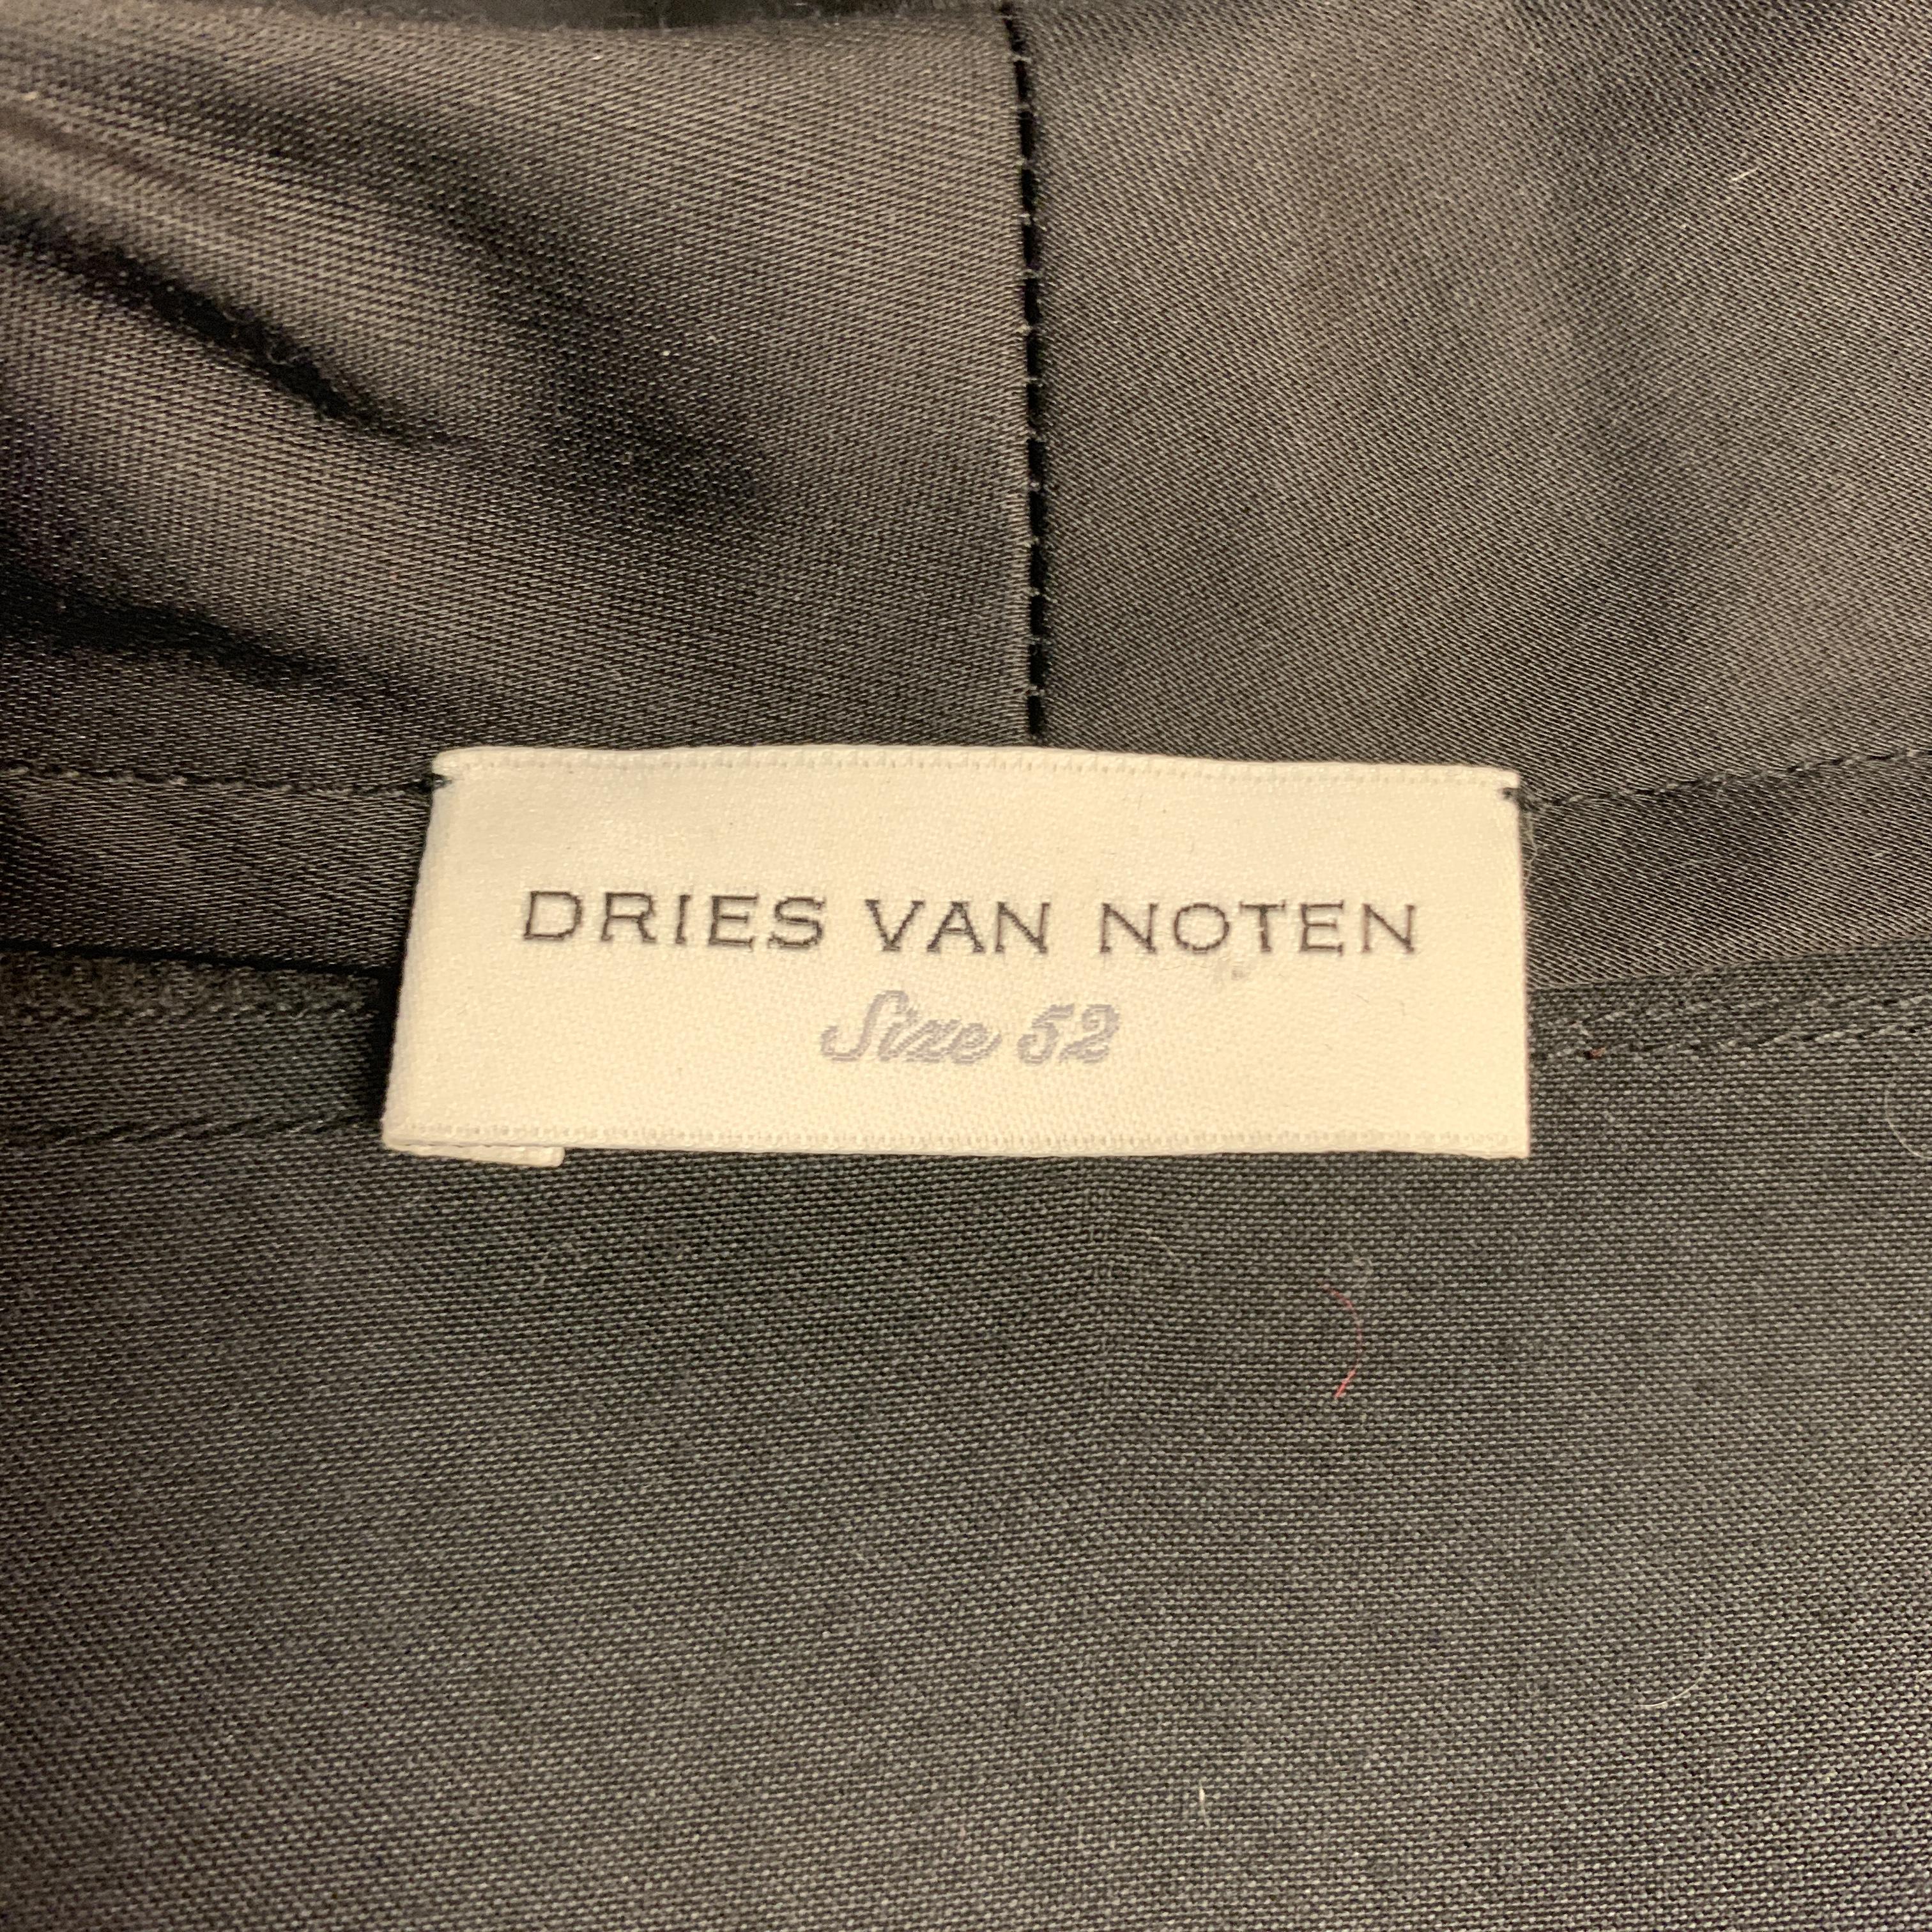 DRIES VAN NOTEN
Size 52